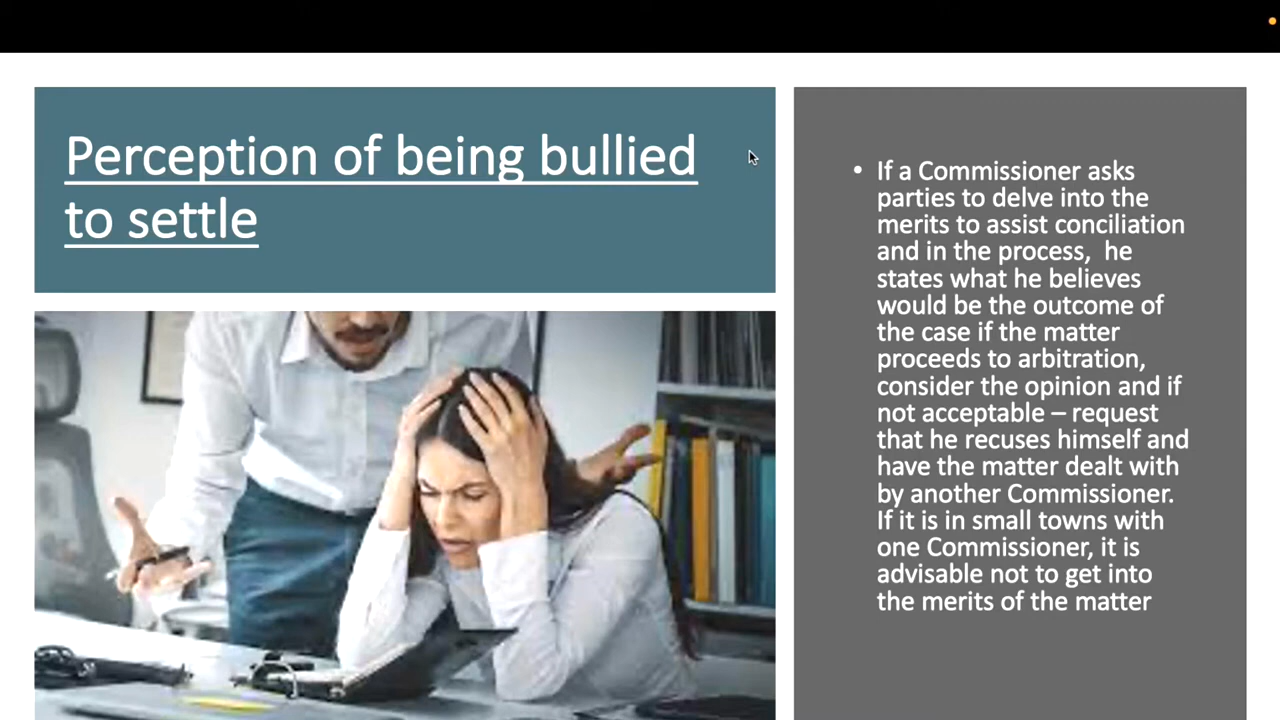 Perception of being bullied
to settle
• If a Commissioner asks
parties to delve into the
merits to assist conciliation
and in the process, he
states what he believes
would be the outcome of
the case if the matter
proceeds to arbitration,
consider the opinion and if
not acceptable – request
that he recuses himself and
have the matter dealt with
by another Commissioner.
If it is in small towns with
one Commissioner, it is
advisable not to get into
the merits of the matter